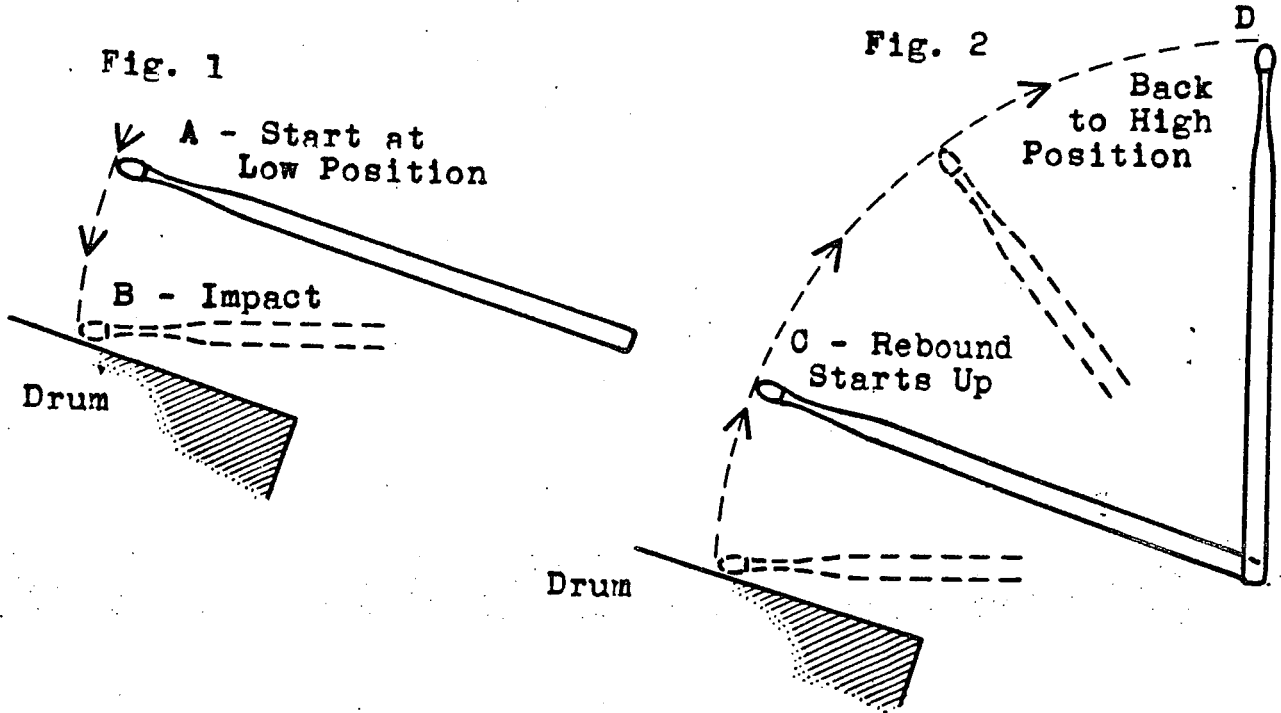 Fig. 1
A - Start at
Low Position
B - Impact
Drum
Fig. 2
D
Back
to High
Position
C - Rebound
Starts Up
Drum